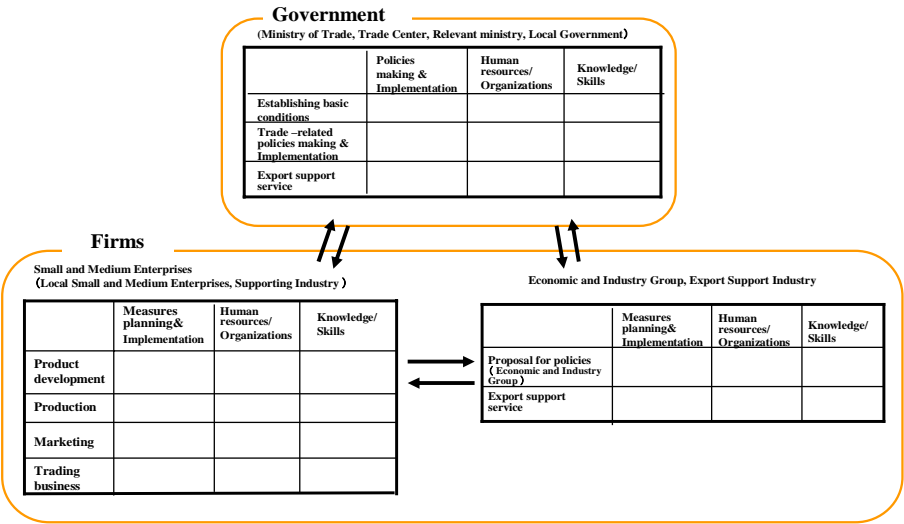 Government
(Ministry of Trade, Trade Center, Relevant ministry, Local Government)
Policies
making &
Implementation
Human
resources/
Organizations
Knowledge/
Skills
Establishing basic
conditions
Trade –related
policies making &
Implementation
Export support
service
Firms
Small and Medium Enterprises
(Local Small and Medium Enterprises, Supporting Industry )
Measures
planning&
Implementation
Human
resources/
Organizations
Knowledge/
Skills
Product
development
Production
Marketing
Trading
business
Economic and Industry Group, Export Support Industry
Measures
planning&
Implementation
Human
resources/
Organizations
Knowledge/
Skills
Proposal for policies
( Economic and Industry
Group )
Export support
service